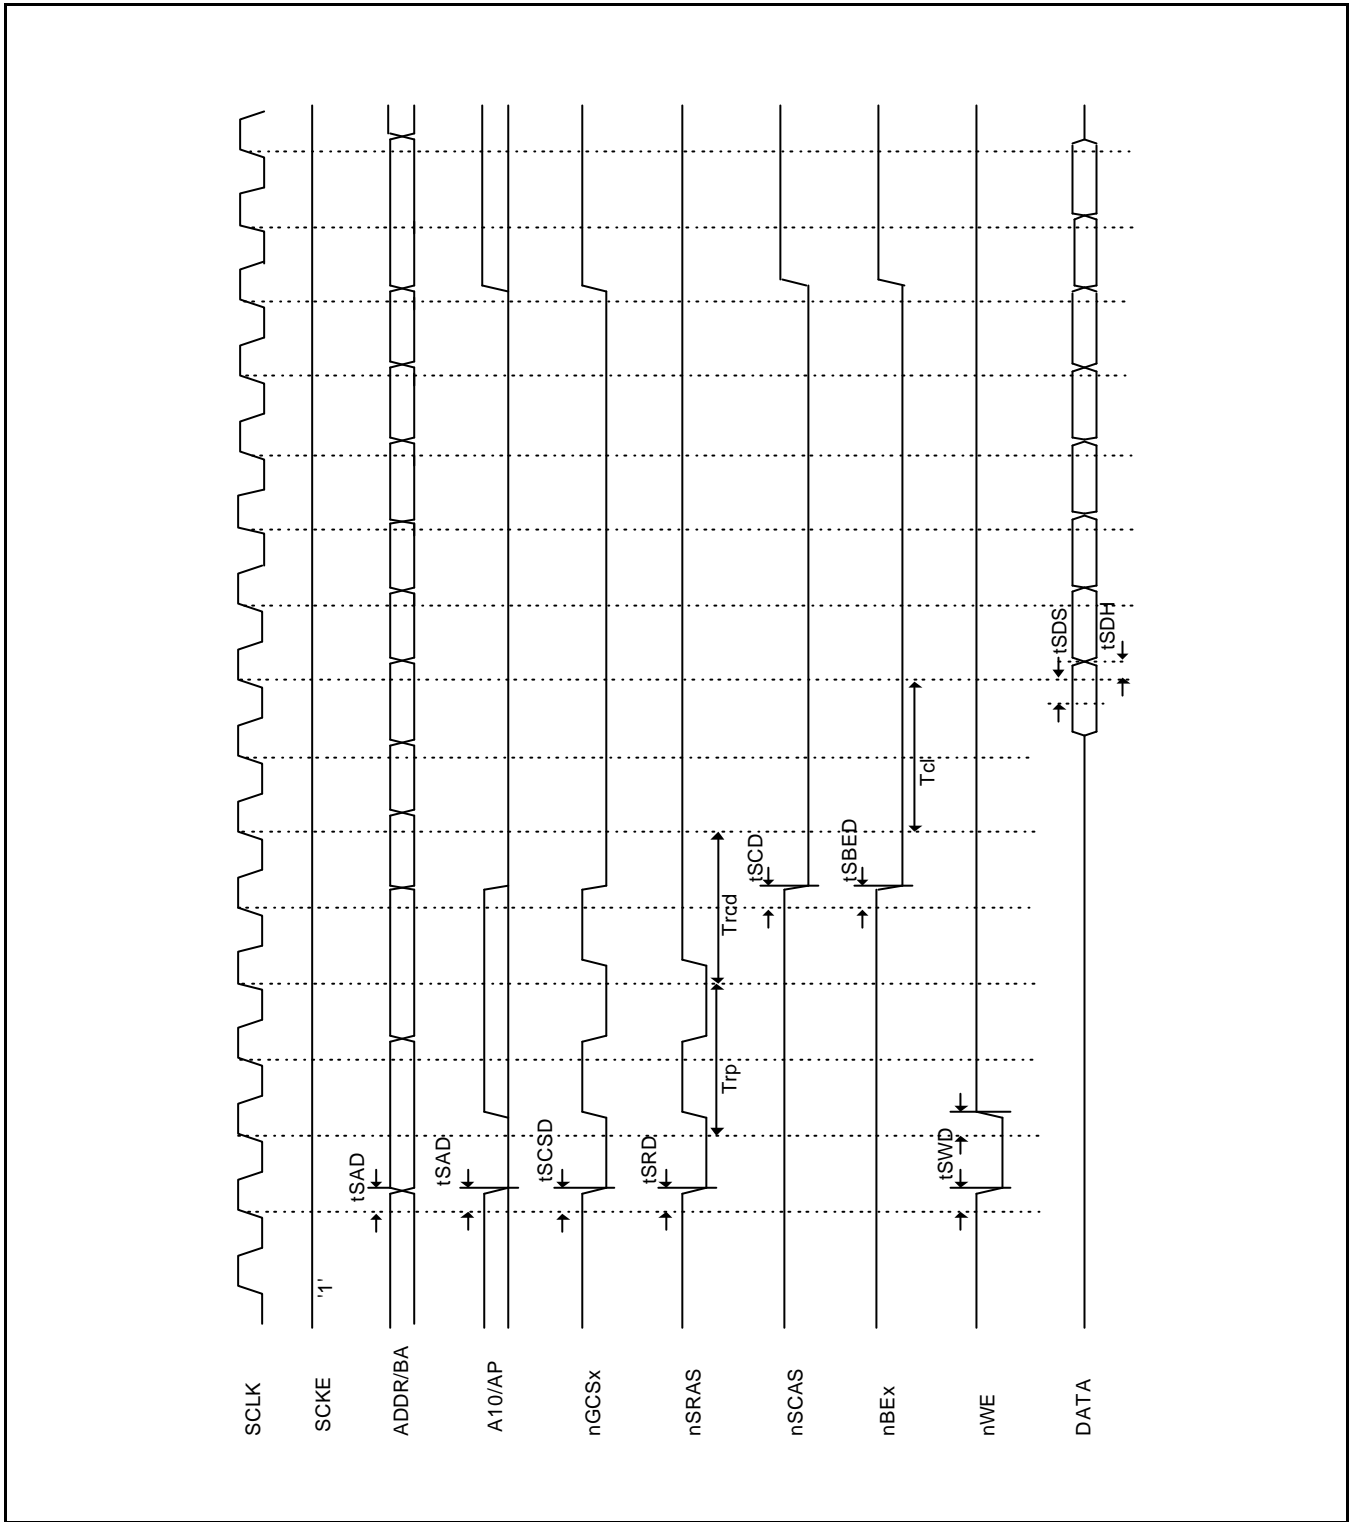 SCLK
SCKE
'1'
ADDR/BA
tSAD
A10/AP
tSAD
nGCSx
tSCSD
nSRAS
tSRD
Trp
Trcd
nSCAS
tSCD
nBEx
tSBED
Tcl
nWE
tSWD
DATA
tSDS
tSDH